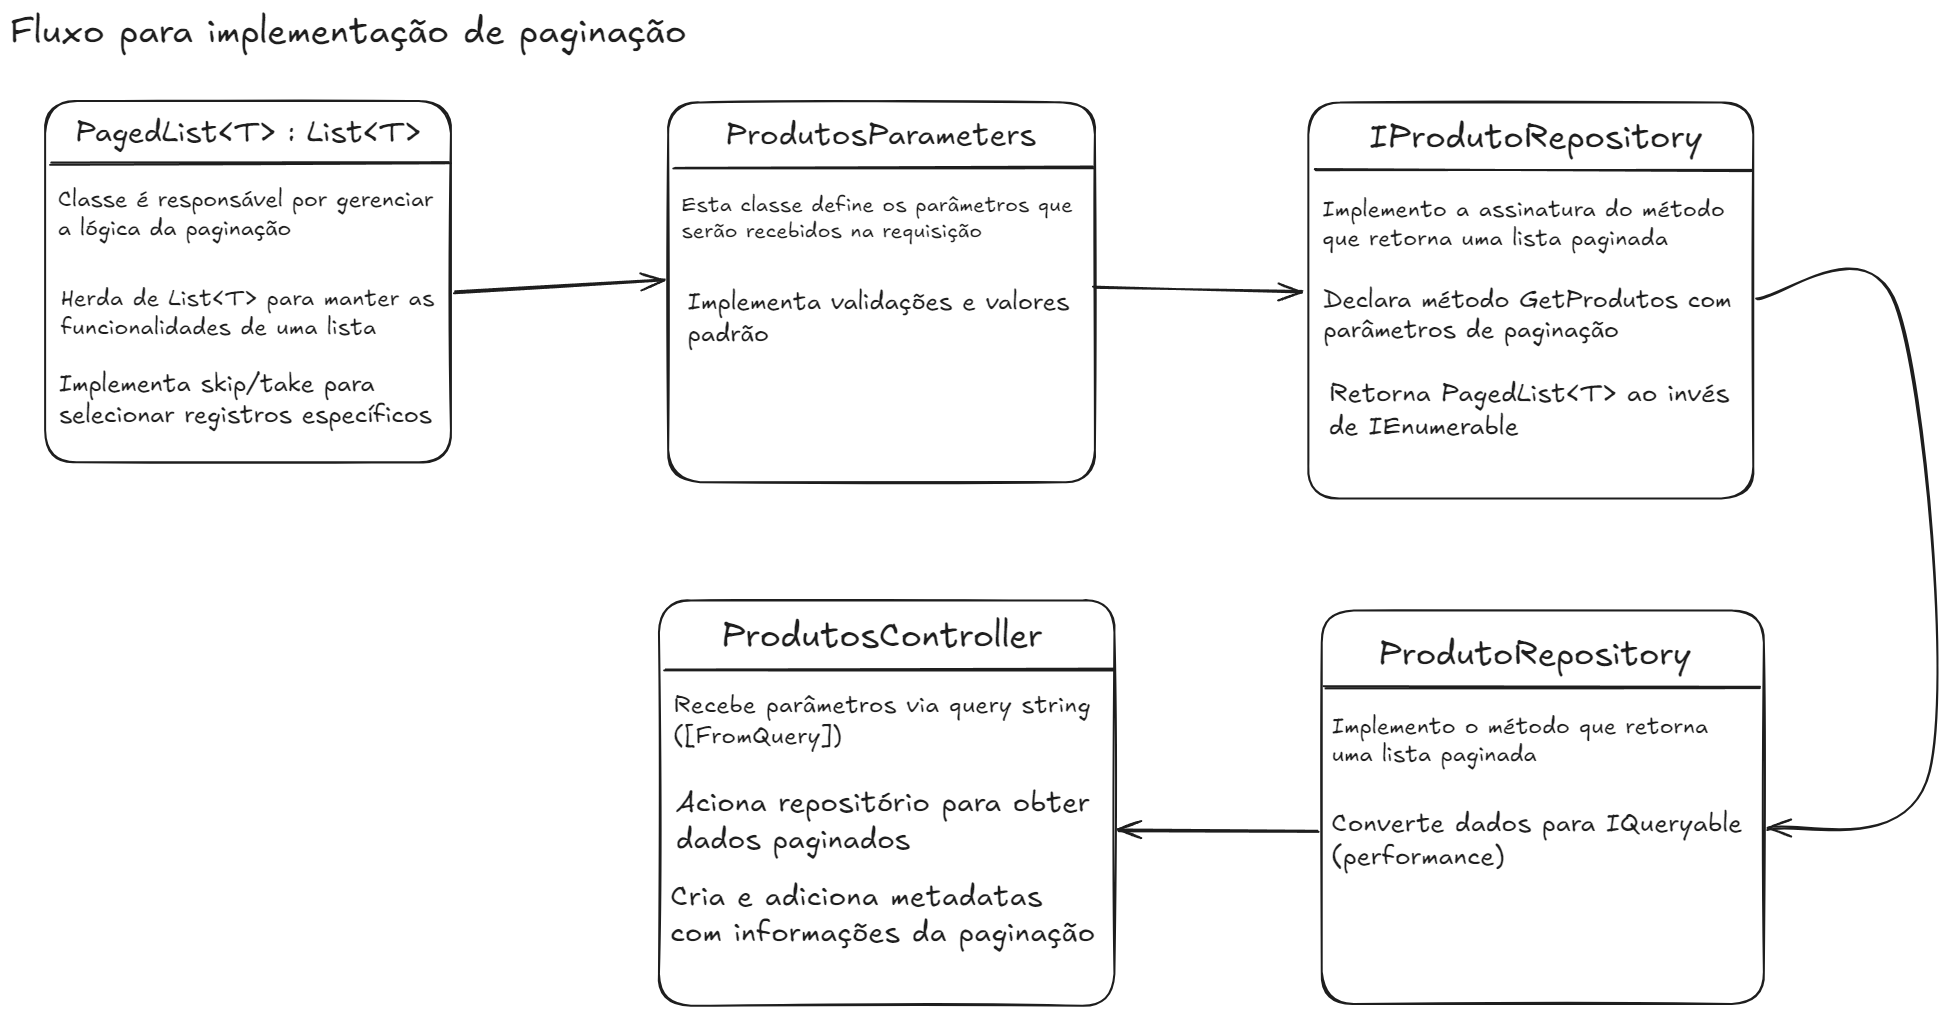 Fluxo para implementação de paginação
PagedList<T> : List<T>
Classe é responsável por gerenciar
a lógica da paginação
Herda de List<T> para manter as
funcionalidades de uma lista
Implementa skip/take para
selecionar registros específicos
ProdutosParameters
Esta classe define os parâmetros que
serão recebidos na requisição
Implementa validações e valores
padrão
IProdutoRepository
Implemento a assinatura do método
que retorna uma lista paginada
Declara método GetProdutos com
parâmetros de paginação
Retorna PagedList<T> ao invés
de IEnumerable
ProdutosController
Recebe parâmetros via query string
([FromQuery])
Aciona repositório para obter
dados paginados
Cria e adiciona metadatas
com informações da paginação
ProdutoRepository
Implemento o método que retorna
uma lista paginada
Converte dados para IQueryable
(performance)